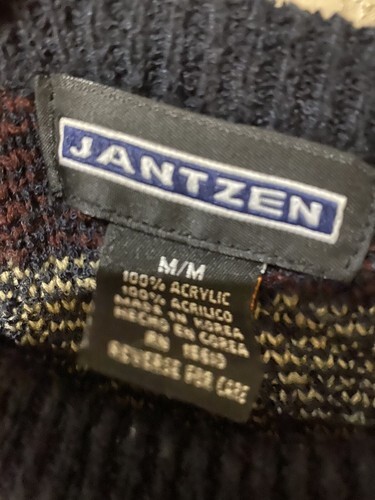 JANTZEN
M/M
100% ACRYLIC
100% ACRILICO
MADE IN KOREA
HECHO EN COREA
RN
REVERSE FOR CARE